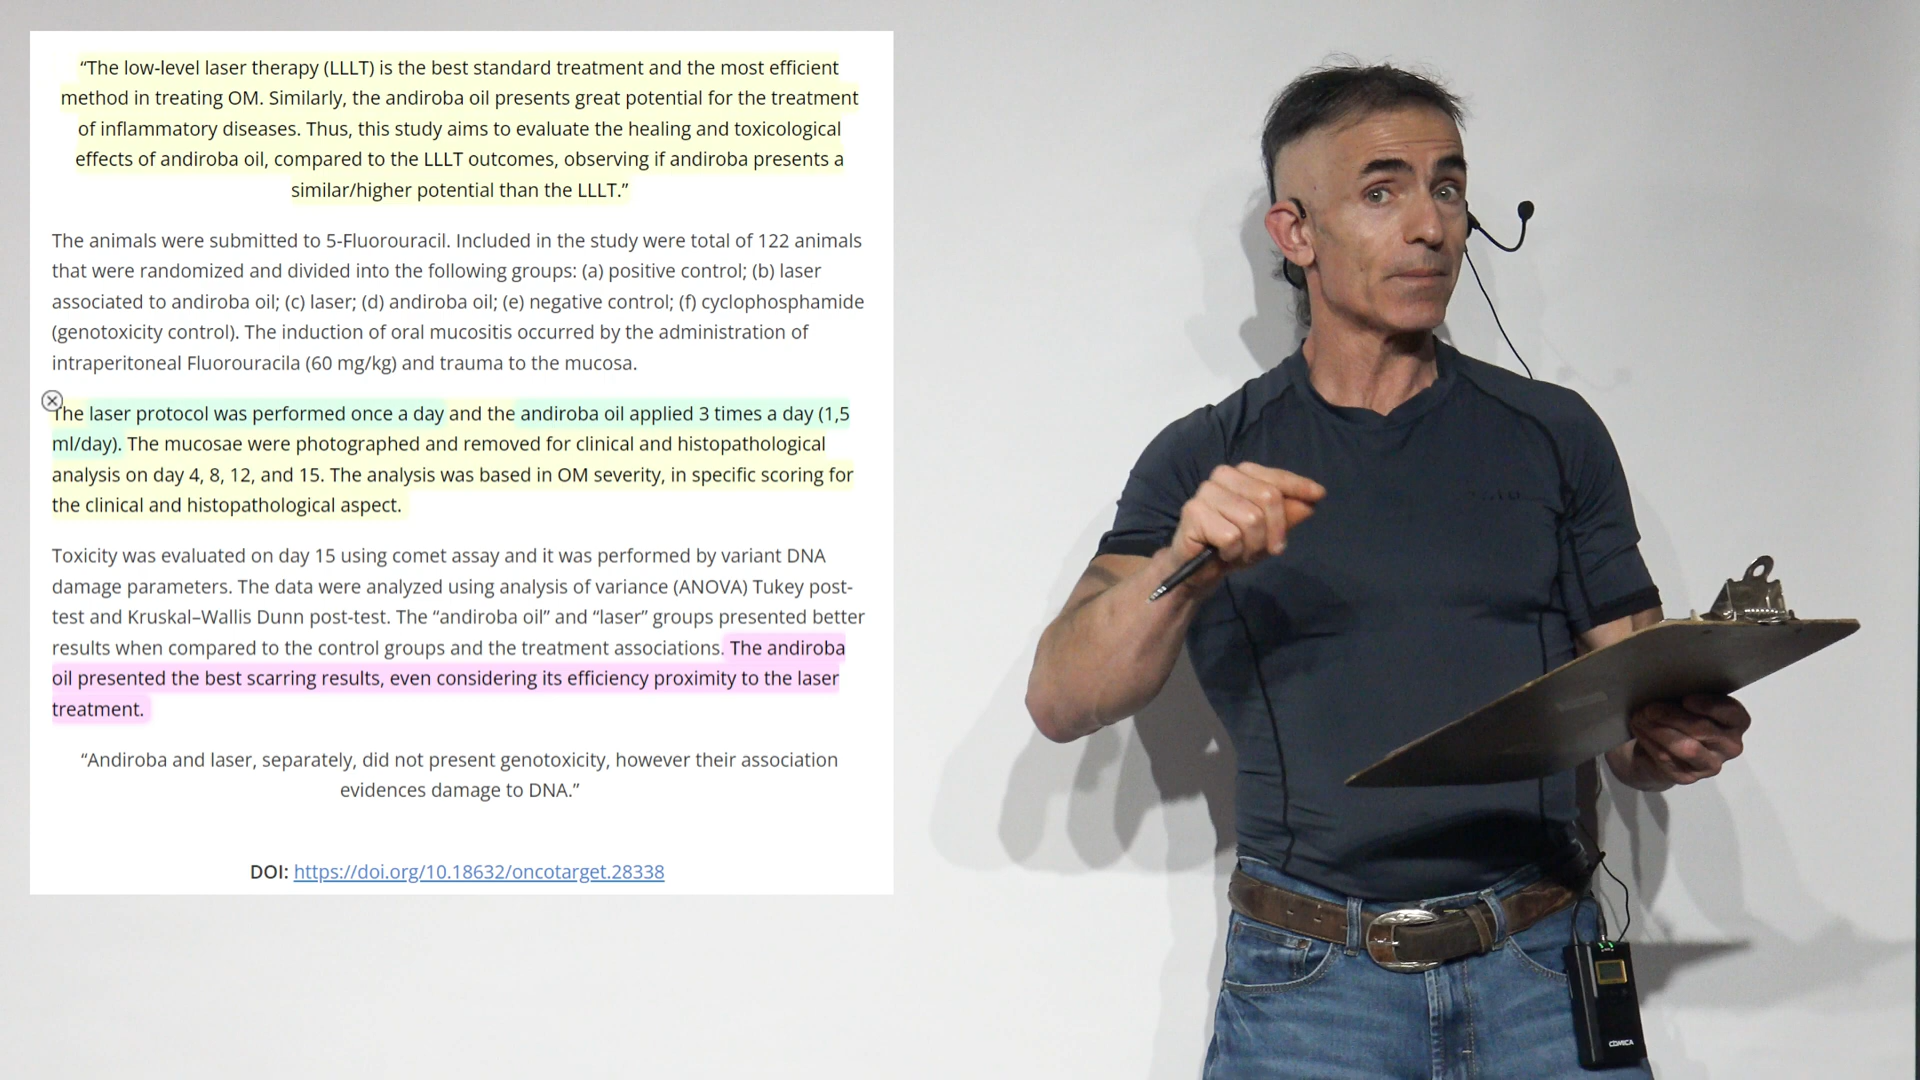 “The low-level laser therapy (LLLT) is the best standard treatment and the most efficient
method in treating OM. Similarly, the andiroba oil presents great potential for the treatment
of inflammatory diseases. Thus, this study aims to evaluate the healing and toxicological
effects of andiroba oil, compared to the LLLT outcomes, observing if andiroba presents a
similar/higher potential than the LLLT.”
The animals were submitted to 5-Fluorouracil. Included in the study were total of 122 animals
that were randomized and divided into the following groups: (a) positive control; (b) laser
associated to andiroba oil; (c) laser; (d) andiroba oil; (e) negative control; (f) cyclophosphamide
(genotoxicity control). The induction of oral mucositis occurred by the administration of
intraperitoneal Fluorouracila (60 mg/kg) and trauma to the mucosa.
The laser protocol was performed once a day and the andiroba oil applied 3 times a day (1,5
ml/day). The mucosae were photographed and removed for clinical and histopathological
analysis on day 4, 8, 12, and 15. The analysis was based in OM severity, in specific scoring for
the clinical and histopathological aspect.
Toxicity was evaluated on day 15 using comet assay and it was performed by variant DNA
damage parameters. The data were analyzed using analysis of variance (ANOVA) Tukey post-
test and Kruskal–Wallis Dunn post-test. The “andiroba oil” and “laser” groups presented better
results when compared to the control groups and the treatment associations. The andiroba
oil presented the best scarring results, even considering its efficiency proximity to the laser
treatment.
“Andiroba and laser, separately, did not present genotoxicity, however their association
evidences damage to DNA.”
DOI: https://doi.org/10.18632/oncotarget.28338
COMICA